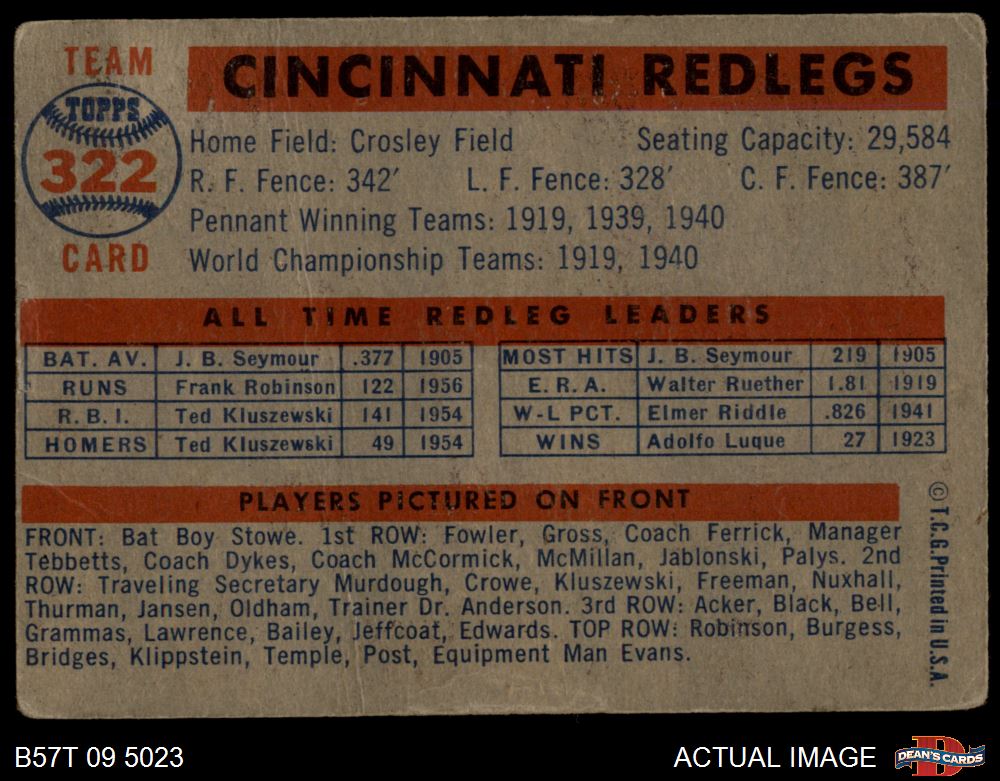 TEAM
TOPPS
322
CARD
CINCINNATI REDLEGS
Home Field: Crosley Field Seating Capacity: 29,584
R. F. Fence: 342′ L. F. Fence: 328′ C. F. Fence: 387′
Pennant Winning Teams: 1919, 1939, 1940
World Championship Teams: 1919, 1940
ALL TIME REDLEG LEADERS
BAT. AV. J. B. Seymour .377 1905
RUNS Frank Robinson 122 1956
R.B.I. Ted Kluszewski 141 1954
HOMERS Ted Kluszewski 49 1954
MOST HITS J. B. Seymour 219 1905
E.R.A. Walter Ruether 1.81 1919
W-L PCT. Elmer Riddle .826 1941
WINS Adolfo Luque 27 1923
PLAYERS PICTURED ON FRONT
FRONT: Bat Boy Stowe. 1st ROW: Fowler, Gross, Coach Ferrick, Manager
Tebbetts, Coach Dykes, Coach McCormick, McMillan, Jablonski, Palys. 2nd
ROW: Traveling Secretary Murdough, Crowe, Kluszewski, Freeman, Nuxhall,
Thurman, Jansen, Oldham, Trainer Dr. Anderson. 3rd ROW: Acker, Black, Bell,
Grammas, Lawrence, Bailey, Jeffcoat, Edwards. TOP ROW: Robinson, Burgess,
Bridges, Klippstein, Temple, Post, Equipment Man Evans.
© T.C.G. Printed in U.S.A.
B57T 09 5023
ACTUAL IMAGE
DEAN'S CARDS